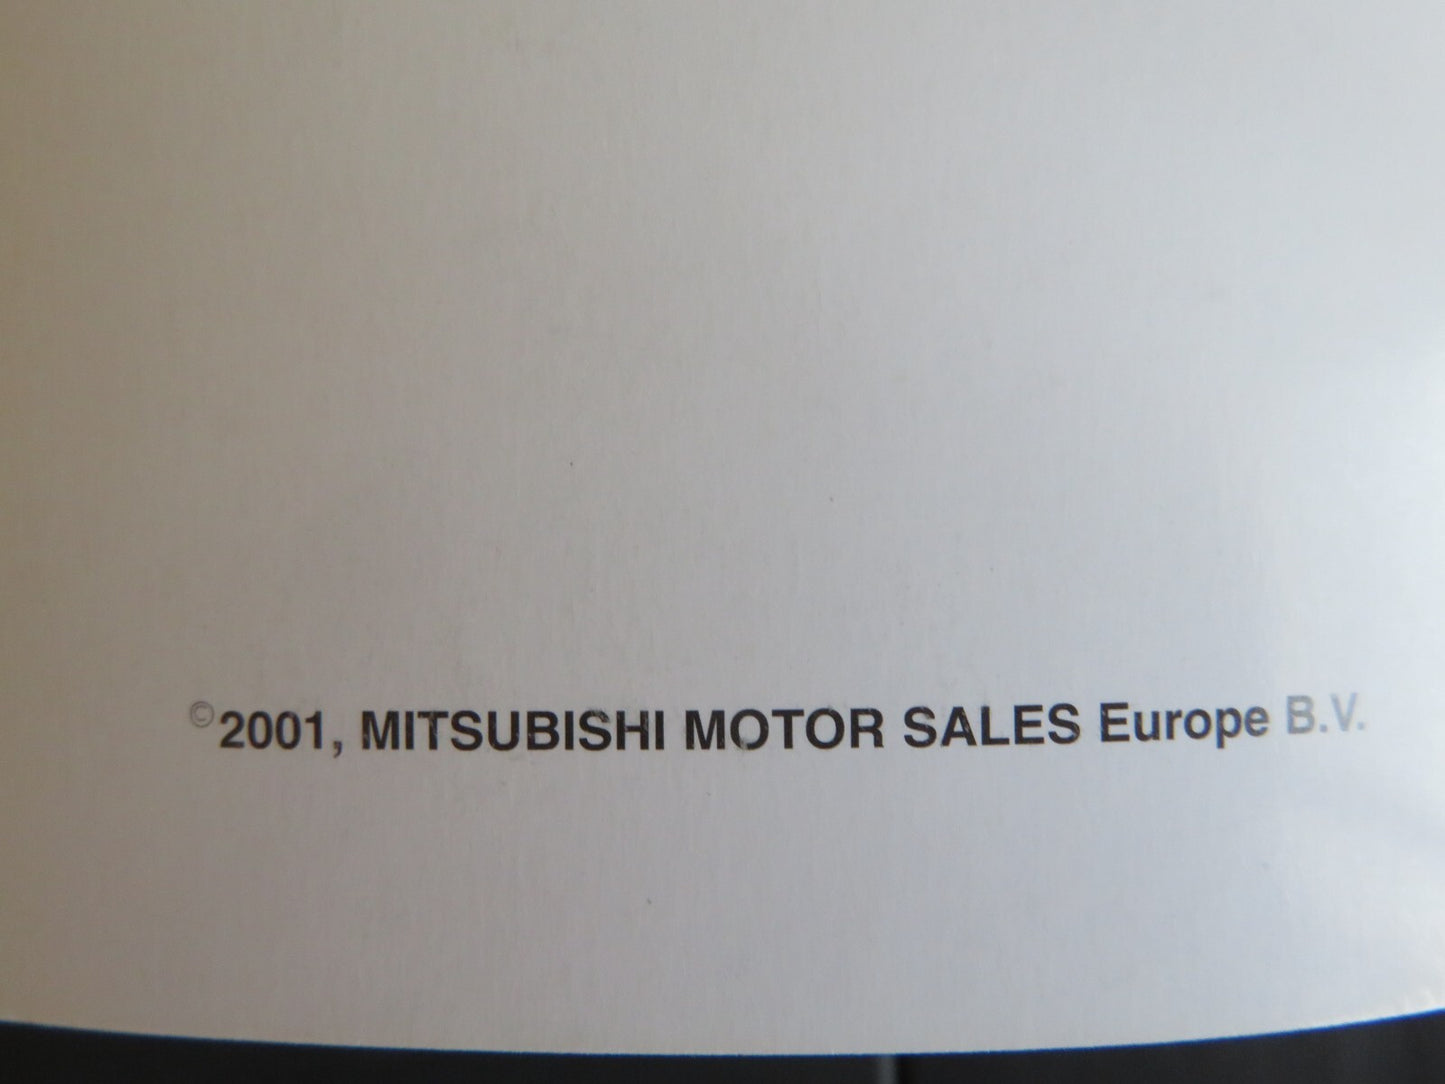 ©2001, MITSUBISHI MOTOR SALES Europe B.V.